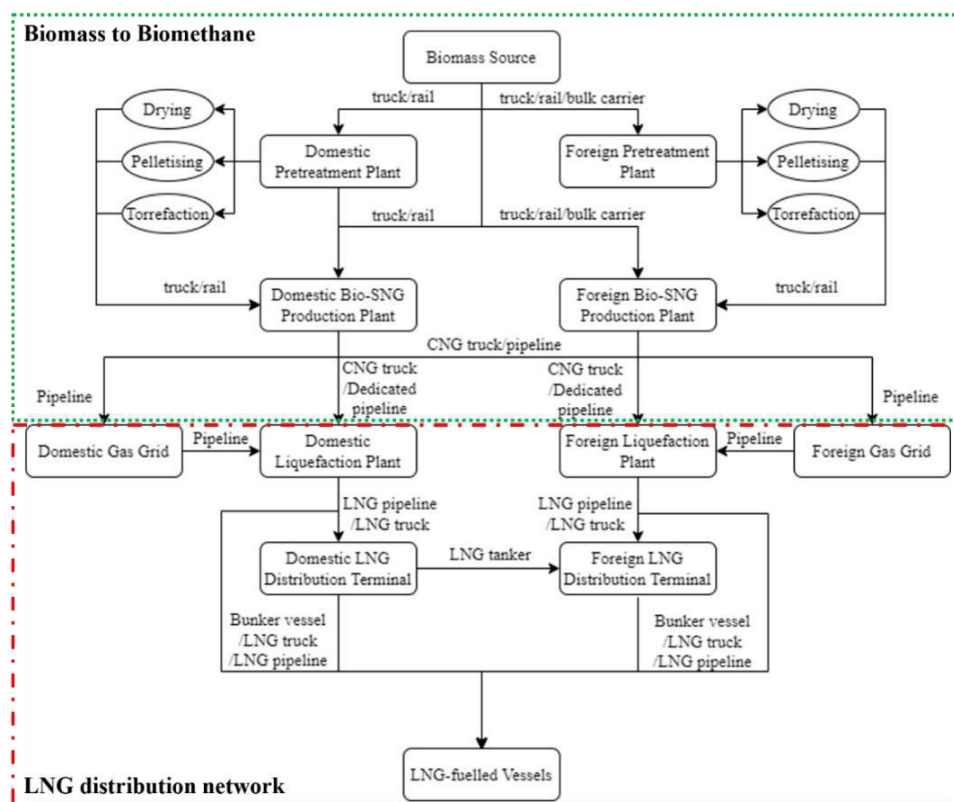 Biomass to Biomethane
Biomass Source
truck/rail
truck/rail/bulk carrier
Drying
Pelletising
Torrefaction
Domestic
Pretreatment Plant
Foreign Pretreatment
Plant
Drying
Pelletising
Torrefaction
truck/rail
truck/rail/bulk carrier
truck/rail
Domestic Bio-SNG
Production Plant
Foreign Bio-SNG
Production Plant
truck/rail
CNG truck/pipeline
Pipeline
CNG truck
/Dedicated
pipeline
CNG truck
/Dedicated
pipeline
Pipeline
Domestic Gas Grid
Pipeline
Domestic
Liquefaction Plant
Foreign Liquefaction
Plant
Pipeline
Foreign Gas Grid
LNG pipeline
/LNG truck
LNG pipeline
/LNG truck
Domestic LNG
Distribution Terminal
LNG tanker
Foreign LNG
Distribution Terminal
Bunker vessel
/LNG truck
/LNG pipeline
Bunker vessel
/LNG truck
/LNG pipeline
LNG-fuelled Vessels
LNG distribution network